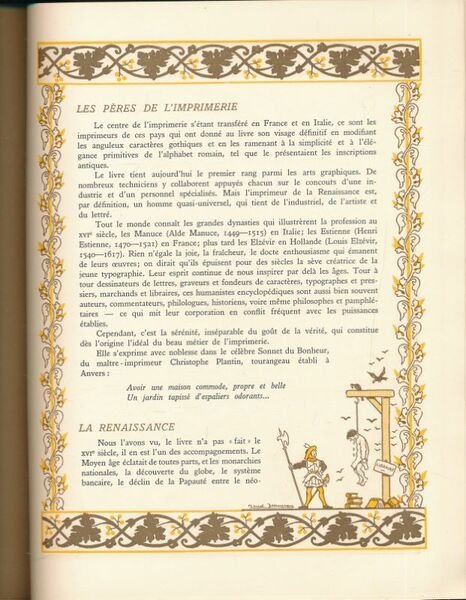 LES PÈRES DE L'IMPRIMERIE
Le centre de l'imprimerie s'étant transféré en France et en Italie, ce sont les
imprimeurs de ces pays qui ont donné au livre son visage définitif en modifiant
les anguleux caractères gothiques et en les ramenant à la simplicité et à l'élé-
gance primitives de l'alphabet romain, tel que le présentaient les inscriptions
antiques.
Le livre tient aujourd'hui le premier rang parmi les arts graphiques. De
nombreux techniciens y collaborent appuyés chacun sur le concours d'une in-
dustrie et d'un personnel spécialisés. Mais l'imprimeur de la Renaissance est,
par définition, un homme quasi-universel, qui tient de l'industriel, de l'artiste et
du lettré.
Tout le monde connaît les grandes dynasties qui illustrèrent la profession au
XVIe siècle, les Manuce (Alde Manuce, 1449-1515) en Italie; les Estienne (Henri
Estienne, 1470-1521) en France; plus tard les Elzévir en Hollande (Louis Elzévir,
1540-1617). Rien n'égale la joie, la fraîcheur, le docte enthousiasme qui émanent
de leurs œuvres; on dirait qu'ils épuisent pour des siècles la sève créatrice de la
jeune typographie. Leur esprit continue de nous inspirer par delà les âges. Tour à
tour dessinateurs de lettres, graveurs et fondeurs de caractères, typographes et pres-
siers, marchands et libraires, ces humanistes encyclopédiques sont aussi bien souvent
auteurs, commentateurs, philologues, historiens, voire même philosophes et pamphlé-
taires — ce qui met leur corporation en conflit fréquent avec les puissances
établies.
Cependant, c'est la sérénité, inséparable du goût de la vérité, qui constitue
dès l'origine l'idéal du beau métier de l'imprimerie.
Elle s'exprime avec noblesse dans le célèbre Sonnet du Bonheur,
du maître-imprimeur Christophe Plantin, tourangeau établi à
Anvers :
Avoir une maison commode, propre et belle
Un jardin tapissé d'espaliers odorants...
LA RENAISSANCE
Nous l'avons vu, le livre n'a pas « fait » le
XVIe siècle, il en est l'un des accompagnements. Le
Moyen âge éclatait de toutes parts, et les monarchies
nationales, la découverte du globe, le système
bancaire, le déclin de la Papauté entre le néo-